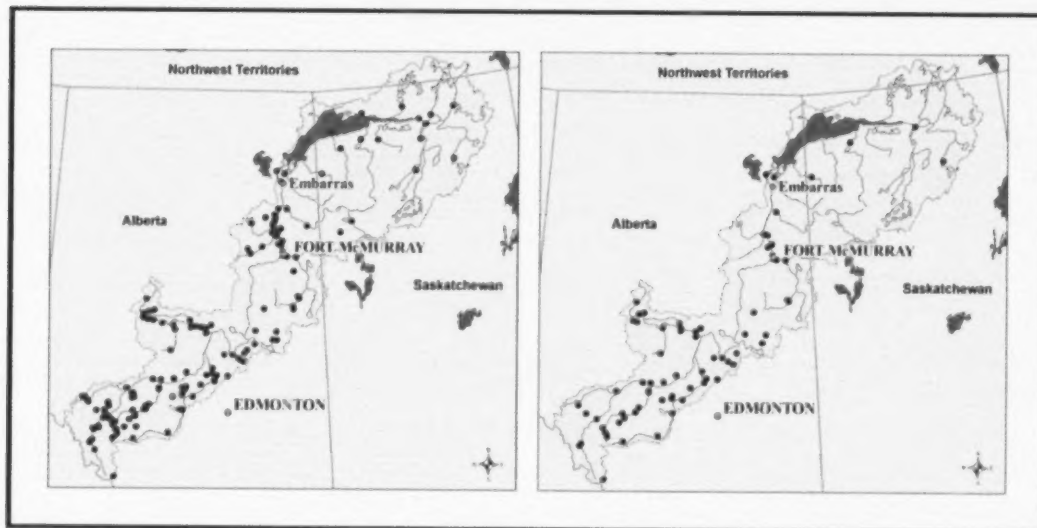 Northwest Territories
Embarras
Alberta
FORT McMURRAY
Saskatchewan
EDMONTON
Northwest Territories
Embarras
Alberta
FORT McMURRAY
Saskatchewan
EDMONTON